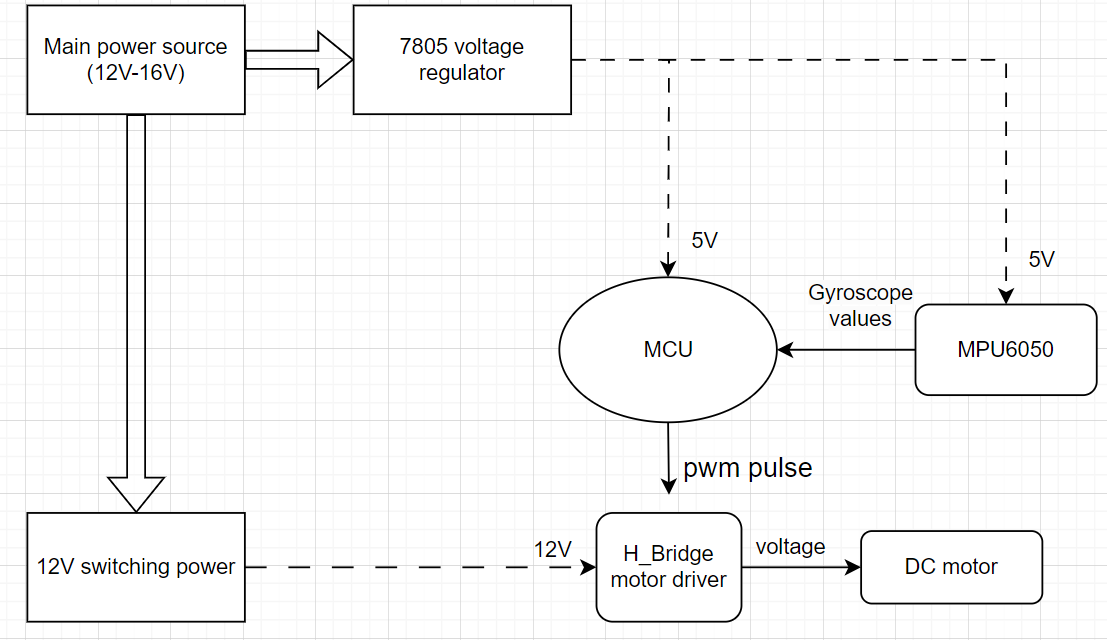 Main power source
(12V-16V)
7805 voltage
regulator
5V
5V
Gyroscope
values
MCU
MPU6050
pwm pulse
12V switching power
12V
H_Bridge
motor driver
voltage
DC motor